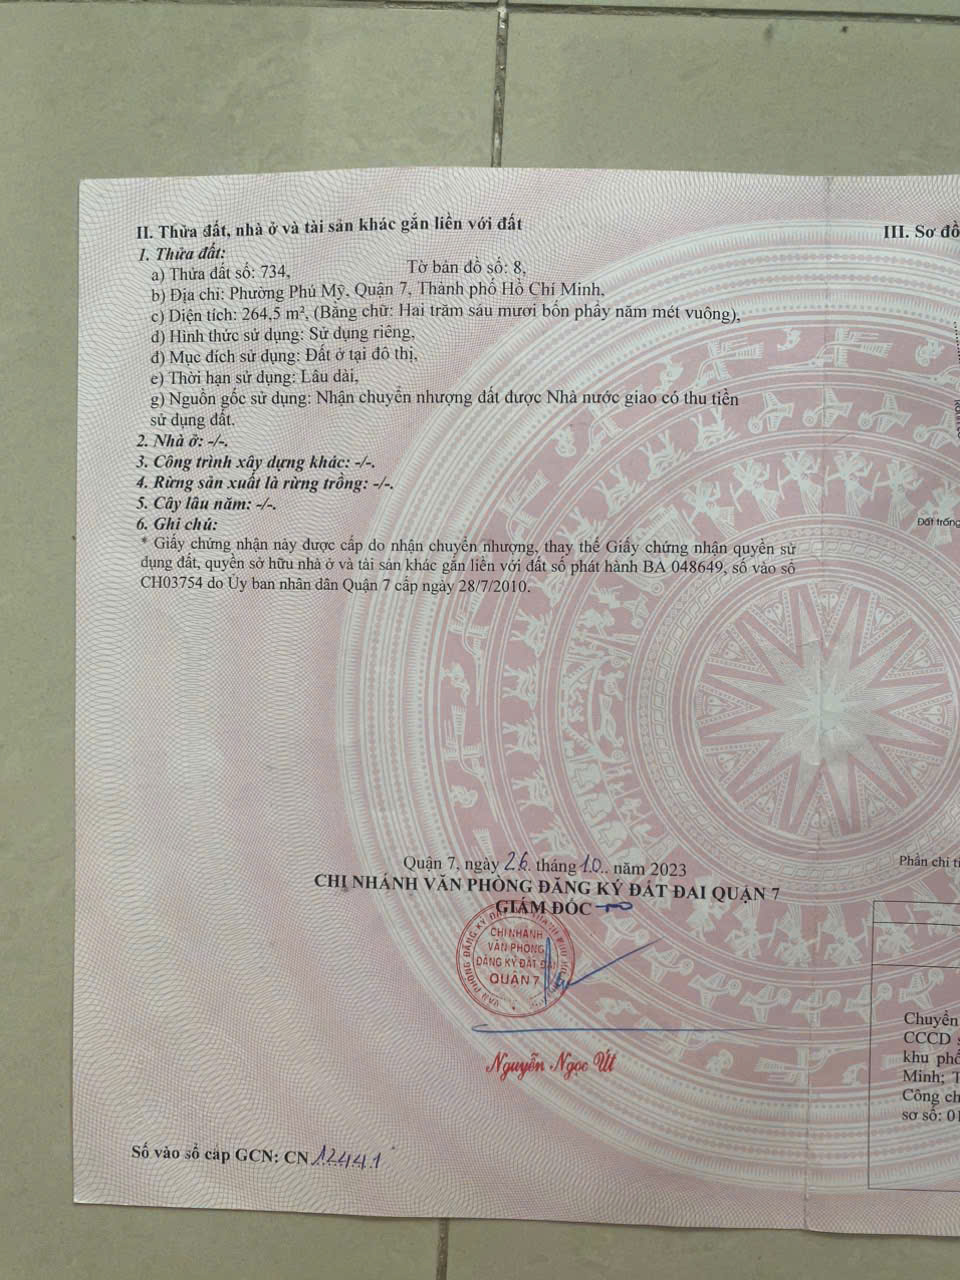 II. Thửa đất, nhà ở và tài sản khác gắn liền với đất
1. Thửa đất:
a) Thửa đất số: 734, Tờ bản đồ số: 8,
b) Địa chỉ: Phường Phú Mỹ, Quận 7, Thành phố Hồ Chí Minh,
c) Diện tích: 264,5 m², (Bằng chữ: Hai trăm sáu mươi bốn phẩy năm mét vuông),
d) Hình thức sử dụng: Sử dụng riêng,
đ) Mục đích sử dụng: Đất ở tại đô thị,
e) Thời hạn sử dụng: Lâu dài,
g) Nguồn gốc sử dụng: Nhận chuyển nhượng đất được Nhà nước giao có thu tiền
sử dụng đất.
2. Nhà ở: -/-.
3. Công trình xây dựng khác: -/-.
4. Rừng sản xuất là rừng trồng: -/-.
5. Cây lâu năm: -/-.
6. Ghi chú:
* Giấy chứng nhận này được cấp do nhận chuyển nhượng, thay thế Giấy chứng nhận quyền sử
dụng đất, quyền sở hữu nhà ở và tài sản khác gắn liền với đất số phát hành BA 048649, số vào sổ
CH03754 do Ủy ban nhân dân Quận 7 cấp ngày 28/7/2010.
Quận 7, ngày 26 tháng 10 năm 2023
CHI NHÁNH VĂN PHÒNG ĐĂNG KÝ ĐẤT ĐAI QUẬN 7
GIÁM ĐỐC
CHI NHÁNH
VĂN PHÒNG
ĐĂNG KÝ ĐẤT ĐAI
QUẬN 7
Nguyễn Ngọc Út
Số vào sổ cấp GCN: CN 12441
III. Sơ đồ
Đất trống
Phần chi ti
Chuyển
CCCD s
khu phố
Minh; T
Công ch
sơ số: 01